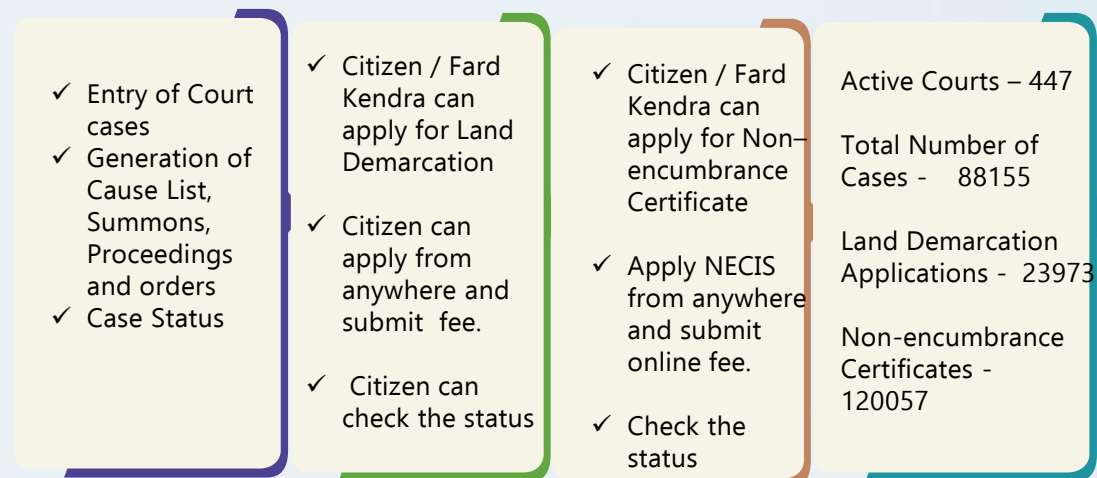 ✓ Entry of Court
cases
✓ Generation of
Cause List,
Summons,
Proceedings
and orders
✓ Case Status
✓ Citizen / Fard
Kendra can
apply for Land
Demarcation
✓ Citizen can
apply from
anywhere and
submit fee.
✓ Citizen can
check the status
✓ Citizen / Fard
Kendra can
apply for Non–
encumbrance
Certificate
✓ Apply NECIS
from anywhere
and submit
online fee.
✓ Check the
status
Active Courts – 447
Total Number of
Cases - 88155
Land Demarcation
Applications - 23973
Non-encumbrance
Certificates -
120057